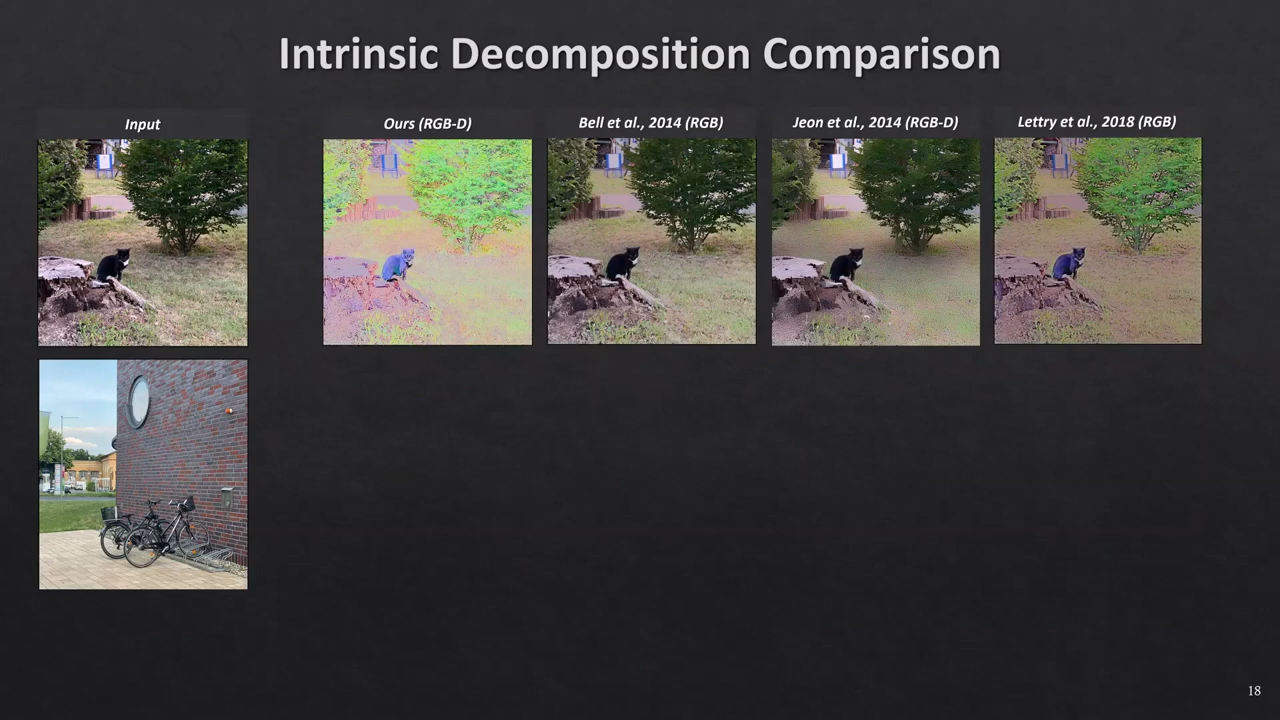 Intrinsic Decomposition Comparison
Input
Ours (RGB-D)
Bell et al., 2014 (RGB)
Jeon et al., 2014 (RGB-D)
Lettry et al., 2018 (RGB)
18